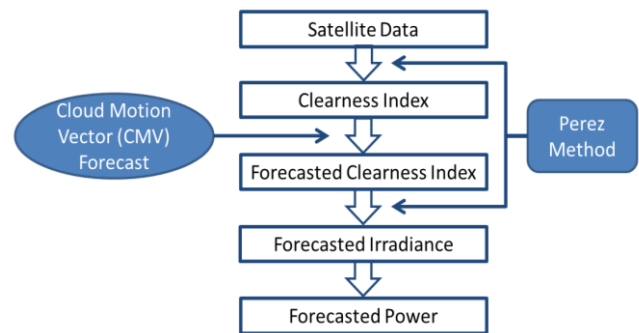 Satellite Data
Clearness Index
Cloud Motion
Vector (CMV)
Forecast
Perez
Method
Forecasted Clearness Index
Forecasted Irradiance
Forecasted Power